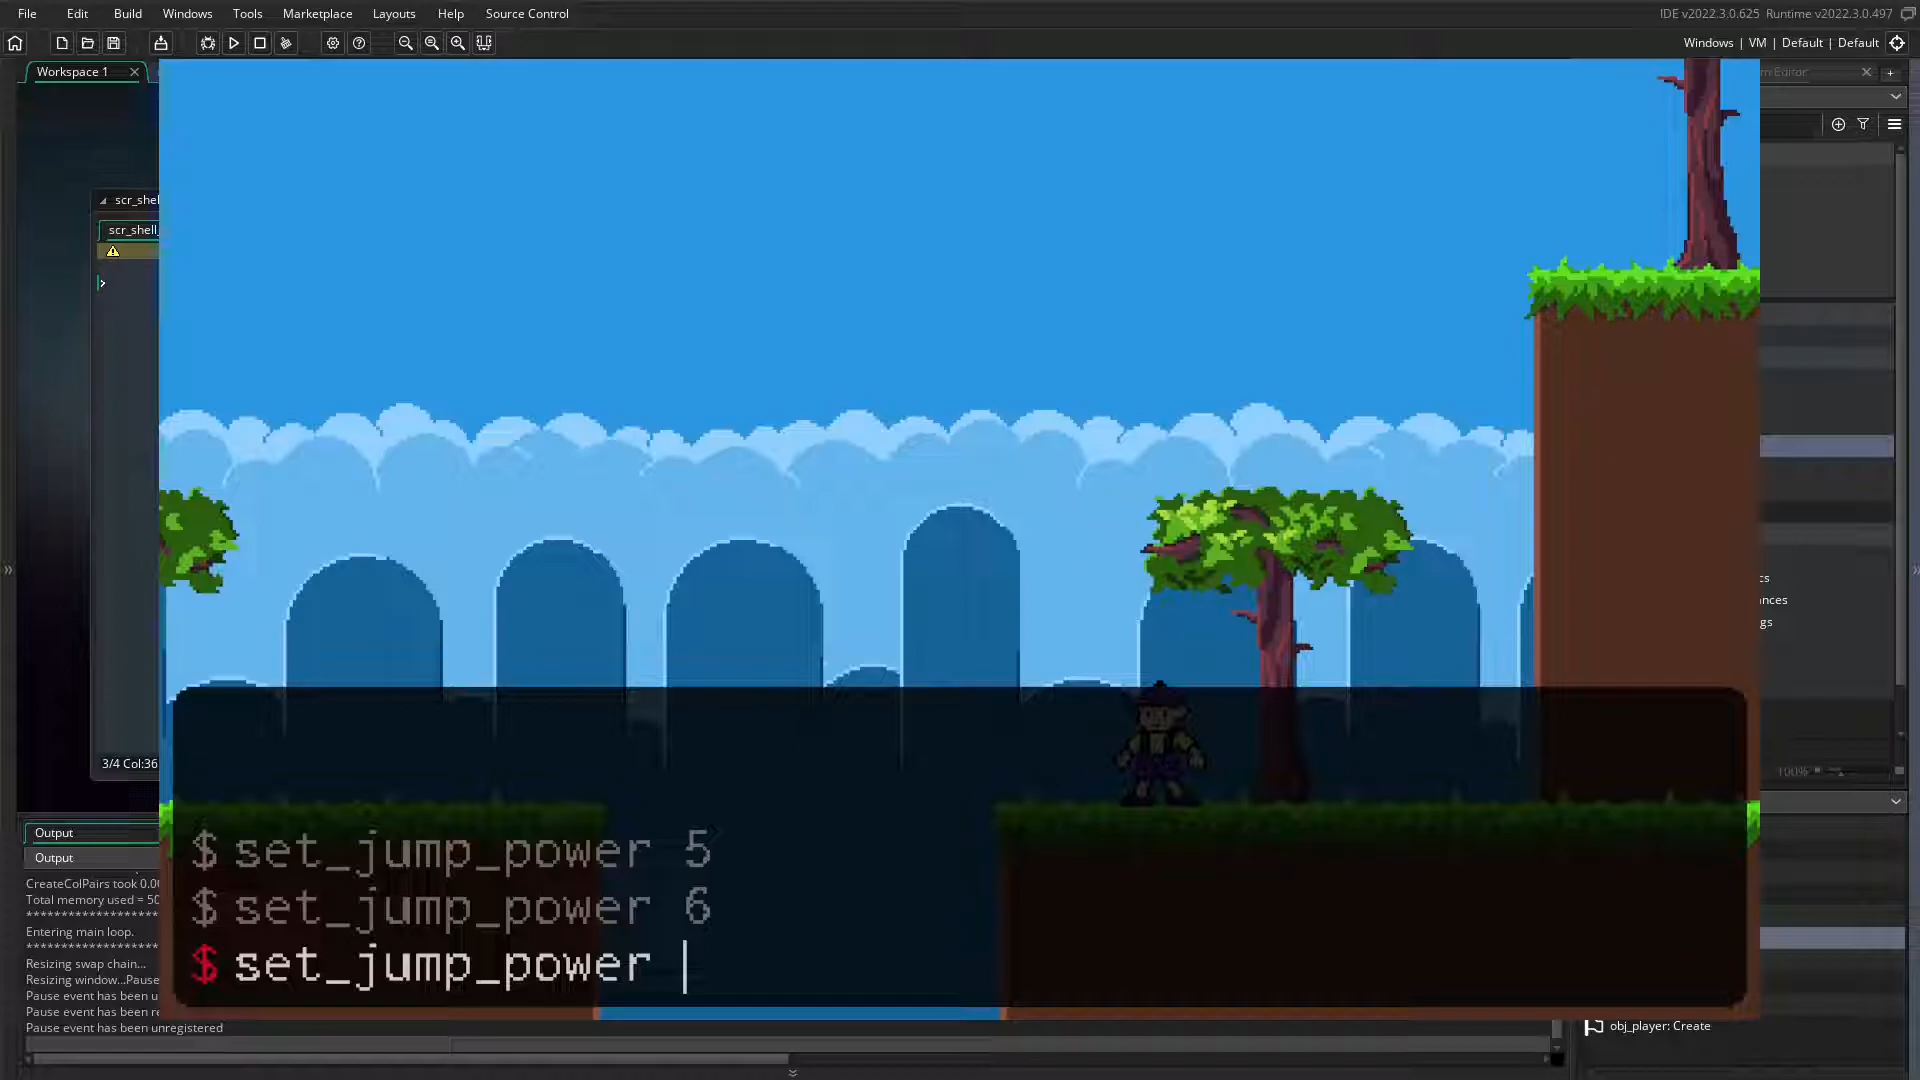 File Edit Build Windows Tools Marketplace Layouts Help Source Control
IDE v2022.3.0.625 Runtime v2022.3.0.497
Windows | VM | Default | Default
Workspace 1
scr_shel
scr_shell_
3/4 Col:36
100%
$ set_jump_power 5
$ set_jump_power 6
$ set_jump_power
Output
Output
CreateColPairs took 0.00
Total memory used = 50
********************
Entering main loop.
********************
Resizing swap chain...
Resizing window...Pause
Pause event has been u
Pause event has been re
Pause event has been unregistered
obj_player: Create